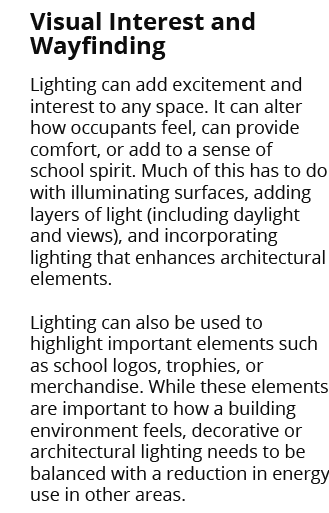 Visual Interest and
Wayfinding
Lighting can add excitement and
interest to any space. It can alter
how occupants feel, can provide
comfort, or add to a sense of
school spirit. Much of this has to do
with illuminating surfaces, adding
layers of light (including daylight
and views), and incorporating
lighting that enhances architectural
elements.
Lighting can also be used to
highlight important elements such
as school logos, trophies, or
merchandise. While these elements
are important to how a building
environment feels, decorative or
architectural lighting needs to be
balanced with a reduction in energy
use in other areas.